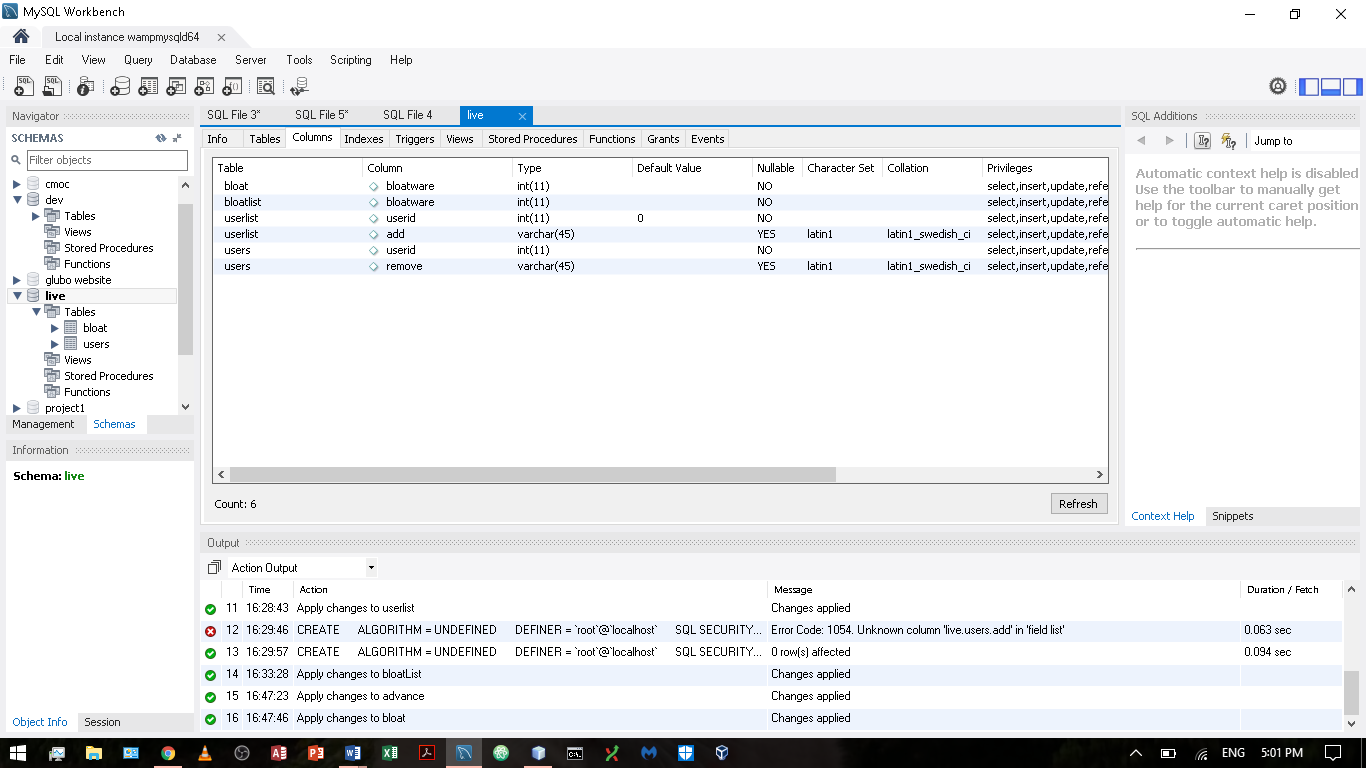 MySQL Workbench
Local instance wampmysqld64
File Edit View Query Database Server Tools Scripting Help
Navigator
SCHEMAS
Filter objects
cmoc
dev
Tables
Views
Stored Procedures
Functions
glubo website
live
Tables
bloat
users
Views
Stored Procedures
Functions
project1
Management Schemas
Information
Schema: live
Object Info Session
SQL File 3* SQL File 5* SQL File 4 live
Info Tables Columns Indexes Triggers Views Stored Procedures Functions Grants Events
Table Column Type Default Value Nullable Character Set Collation Privileges
bloat bloatware int(11) NO select,insert,update,refe
bloatlist bloatware int(11) NO select,insert,update,refe
userlist userid int(11) 0 NO select,insert,update,refe
userlist add varchar(45) YES latin1 latin1_swedish_ci select,insert,update,refe
users userid int(11) NO select,insert,update,refe
users remove varchar(45) YES latin1 latin1_swedish_ci select,insert,update,refe
Count: 6
Refresh
SQL Additions
Jump to
Automatic context help is disabled
Use the toolbar to manually get
help for the current caret position
or to toggle automatic help.
Context Help Snippets
Output
Action Output
Time Action Message Duration / Fetch
11 16:28:43 Apply changes to userlist Changes applied
12 16:29:46 CREATE ALGORITHM = UNDEFINED DEFINER = `root`@`localhost` SQL SECURITY... Error Code: 1054. Unknown column 'live.users.add' in 'field list' 0.063 sec
13 16:29:57 CREATE ALGORITHM = UNDEFINED DEFINER = `root`@`localhost` SQL SECURITY... 0 row(s) affected 0.094 sec
14 16:33:28 Apply changes to bloatList Changes applied
15 16:47:23 Apply changes to advance Changes applied
16 16:47:46 Apply changes to bloat Changes applied
ENG 5:01 PM